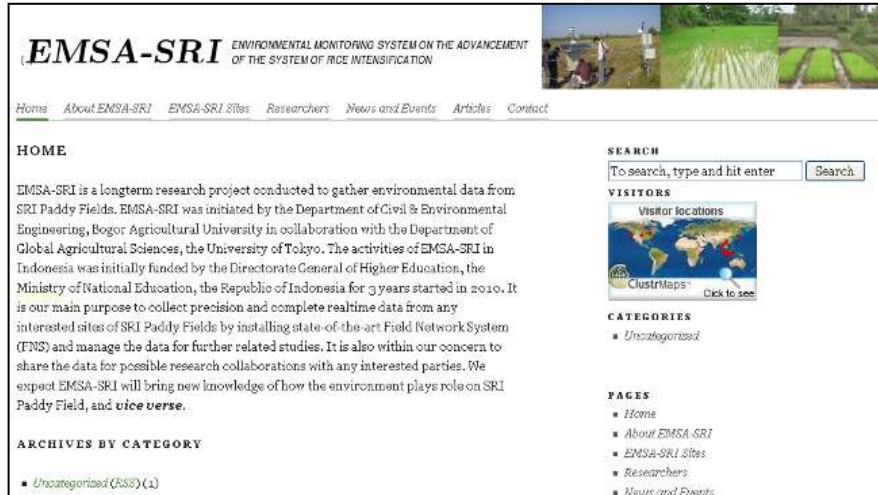 EMSA-SRI
ENVIRONMENTAL MONITORING SYSTEM ON THE ADVANCEMENT
OF THE SYSTEM OF RICE INTENSIFICATION
Home About EMSA-SRI EMSA-SRI Sites Researchers News and Events Articles Contact
HOME
EMSA-SRI is a longterm research project conducted to gather environmental data from
SRI Paddy Fields. EMSA-SRI was initiated by the Department of Civil & Environmental
Engineering, Bogor Agricultural University in collaboration with the Department of
Global Agricultural Sciences, the University of Tokyo. The activities of EMSA-SRI in
Indonesia was initially funded by the Directorate General of Higher Education, the
Ministry of National Education, the Republic of Indonesia for 3 years started in 2010. It
is our main purpose to collect precision and complete realtime data from any
interested sites of SRI Paddy Fields by installing state-of-the-art Field Network System
(FNS) and manage the data for further related studies. It is also within our concern to
share the data for possible research collaborations with any interested parties. We
expect EMSA-SRI will bring new knowledge of how the environment plays role on SRI
Paddy Field, and vice verse.
ARCHIVES BY CATEGORY
Uncategorized (RSS) (1)
SEARCH
To search, type and hit enter Search
VISITORS
Visitor locations
ClustrMaps
Click to see
CATEGORIES
Uncategorized
PAGES
Home
About EMSA-SRI
EMSA-SRI Sites
Researchers
News and Events